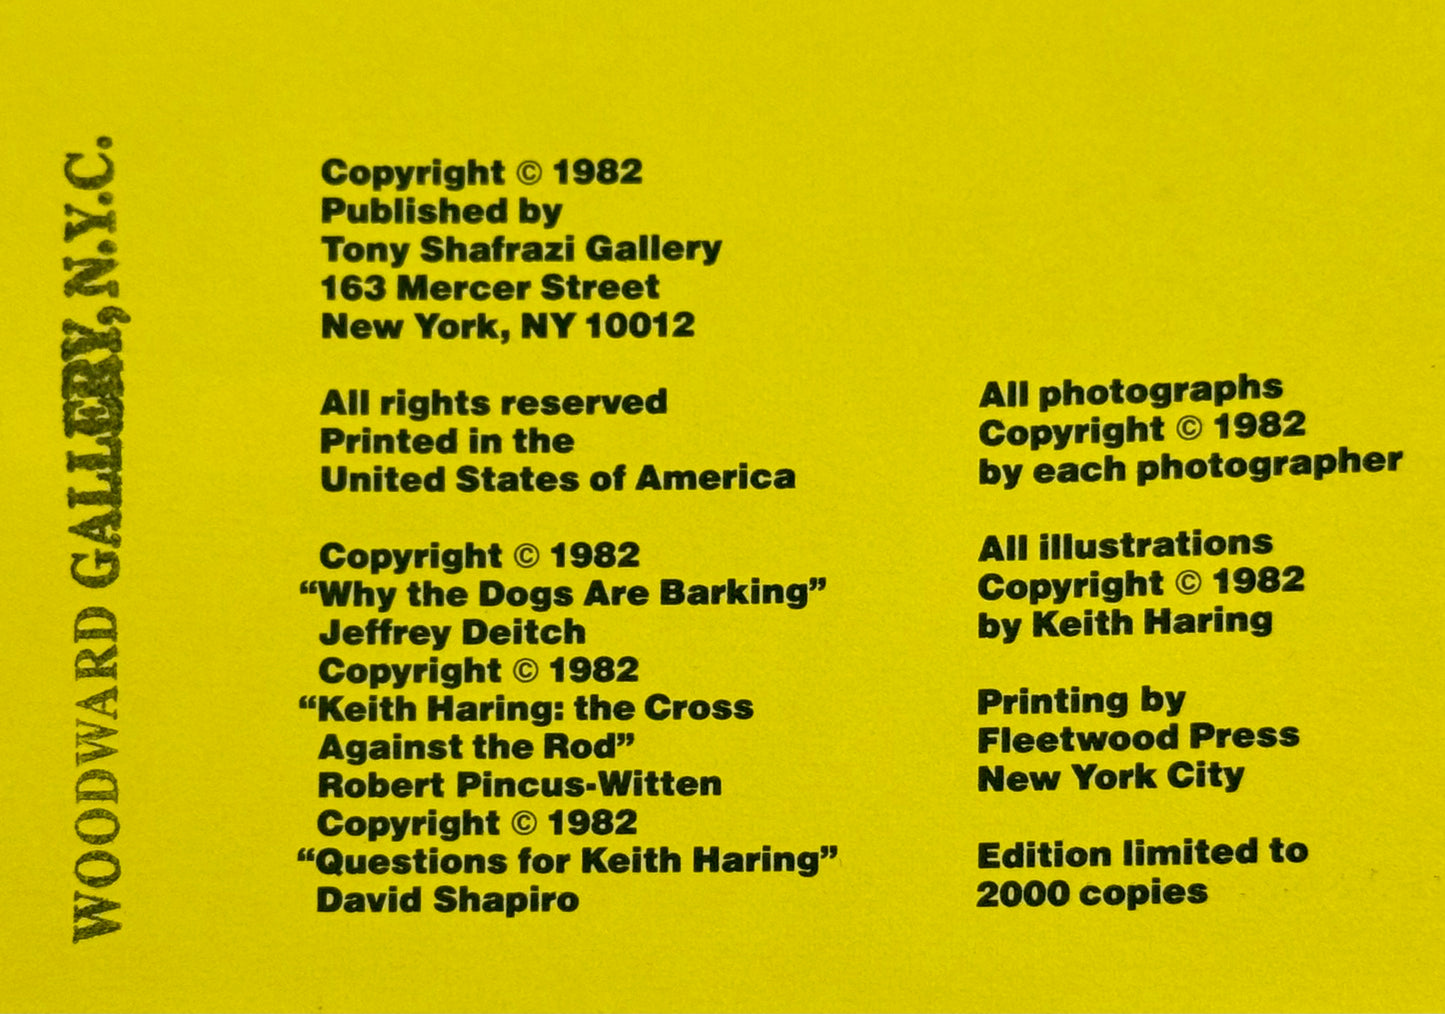 WOODWARD GALLERY, N.Y.C.
Copyright © 1982
Published by
Tony Shafrazi Gallery
163 Mercer Street
New York, NY 10012
All rights reserved
Printed in the
United States of America
Copyright © 1982
“Why the Dogs Are Barking”
Jeffrey Deitch
Copyright © 1982
“Keith Haring: the Cross
Against the Rod”
Robert Pincus-Witten
Copyright © 1982
“Questions for Keith Haring”
David Shapiro
All photographs
Copyright © 1982
by each photographer
All illustrations
Copyright © 1982
by Keith Haring
Printing by
Fleetwood Press
New York City
Edition limited to
2000 copies